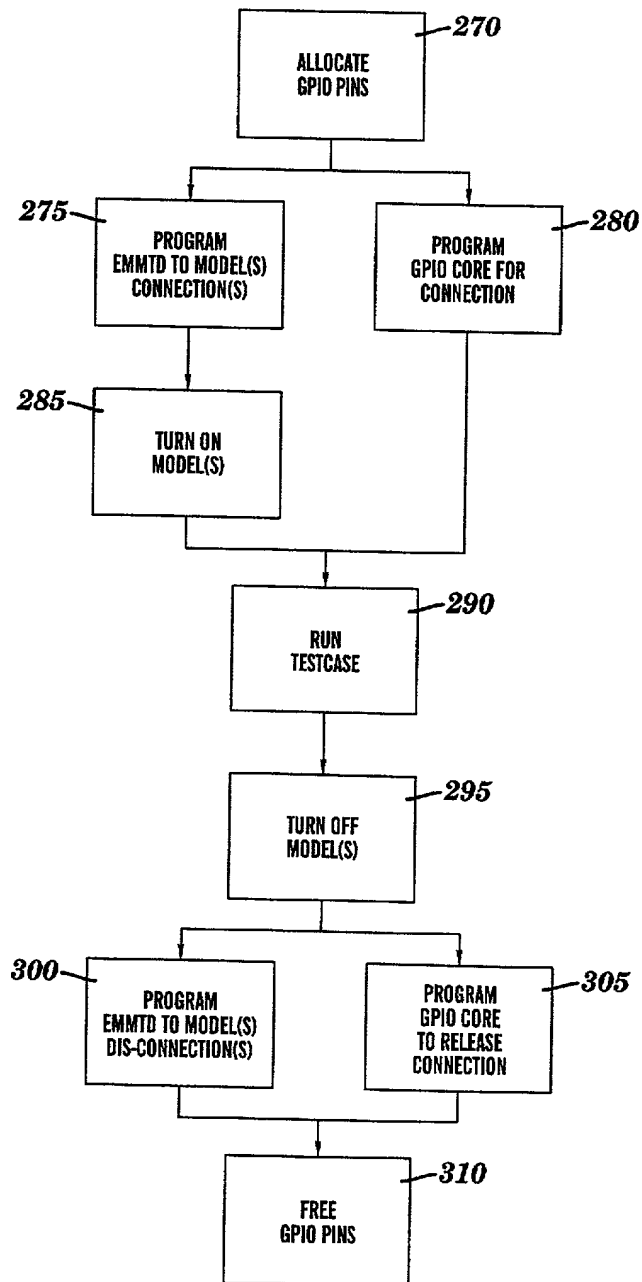 270
ALLOCATE
GPIO PINS
275
PROGRAM
EMMTD TO MODEL(S)
CONNECTION(S)
280
PROGRAM
GPIO CORE FOR
CONNECTION
285
TURN ON
MODEL(S)
290
RUN
TESTCASE
295
TURN OFF
MODEL(S)
300
PROGRAM
EMMTD TO MODEL(S)
DIS-CONNECTION(S)
305
PROGRAM
GPIO CORE
TO RELEASE
CONNECTION
310
FREE
GPIO PINS